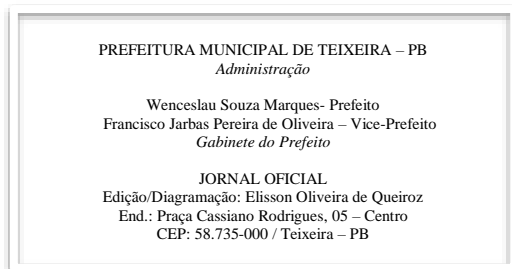 PREFEITURA MUNICIPAL DE TEIXEIRA – PB
Administração
Wenceslau Souza Marques- Prefeito
Francisco Jarbas Pereira de Oliveira – Vice-Prefeito
Gabinete do Prefeito
JORNAL OFICIAL
Edição/Diagramação: Elisson Oliveira de Queiroz
End.: Praça Cassiano Rodrigues, 05 – Centro
CEP: 58.735-000 / Teixeira – PB